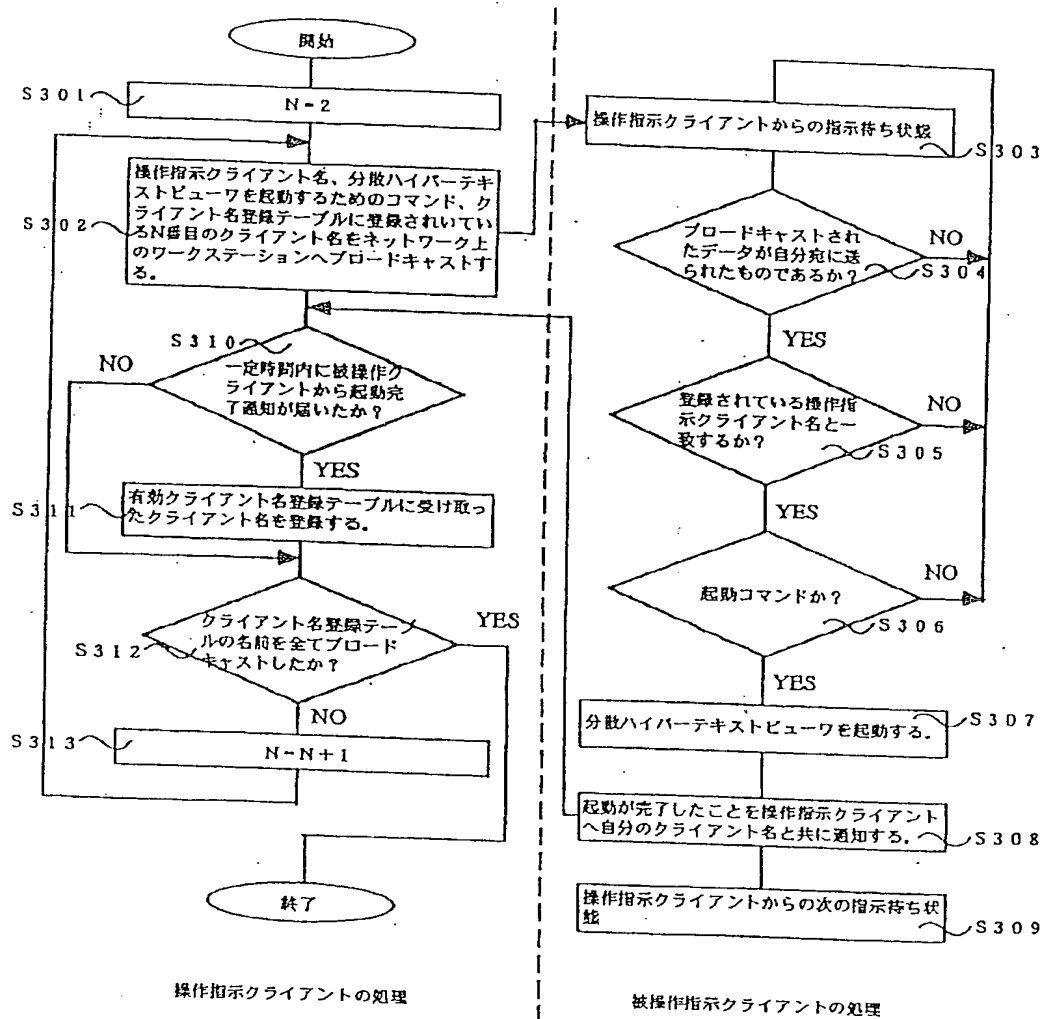 開始
S301
N=2
S302
操作指示クライアント名、分散ハイパーテキ
ストビューワを起動するためのコマンド、ク
ライアント名登録テーブルに登録されいてい
るN番目のクライアント名をネットワーク上
のワークステーションへブロードキャストす
る。
S310
一定時間内に被操作ク
ライアントから起動完
了通知が届いたか?
NO
YES
S311
有効クライアント名登録テーブルに受け取っ
たクライアント名を登録する。
S312
クライアント名登録テーブ
ルの名前を全てブロード
キャストしたか?
YES
NO
S313
N=N+1
終了
操作指示クライアントの処理
操作指示クライアントからの指示待ち状態
S303
ブロードキャストされ
たデータが自分宛に送
られたものであるか?
NO
S304
YES
登録されている操作指
示クライアント名と一
致するか?
NO
S305
YES
起動コマンドか?
NO
S306
YES
分散ハイパーテキストビューワを起動する。
S307
起動が完了したことを操作指示クライアント
へ自分のクライアント名と共に通知する。
S308
操作指示クライアントからの次の指示待ち状
態
S309
被操作指示クライアントの処理